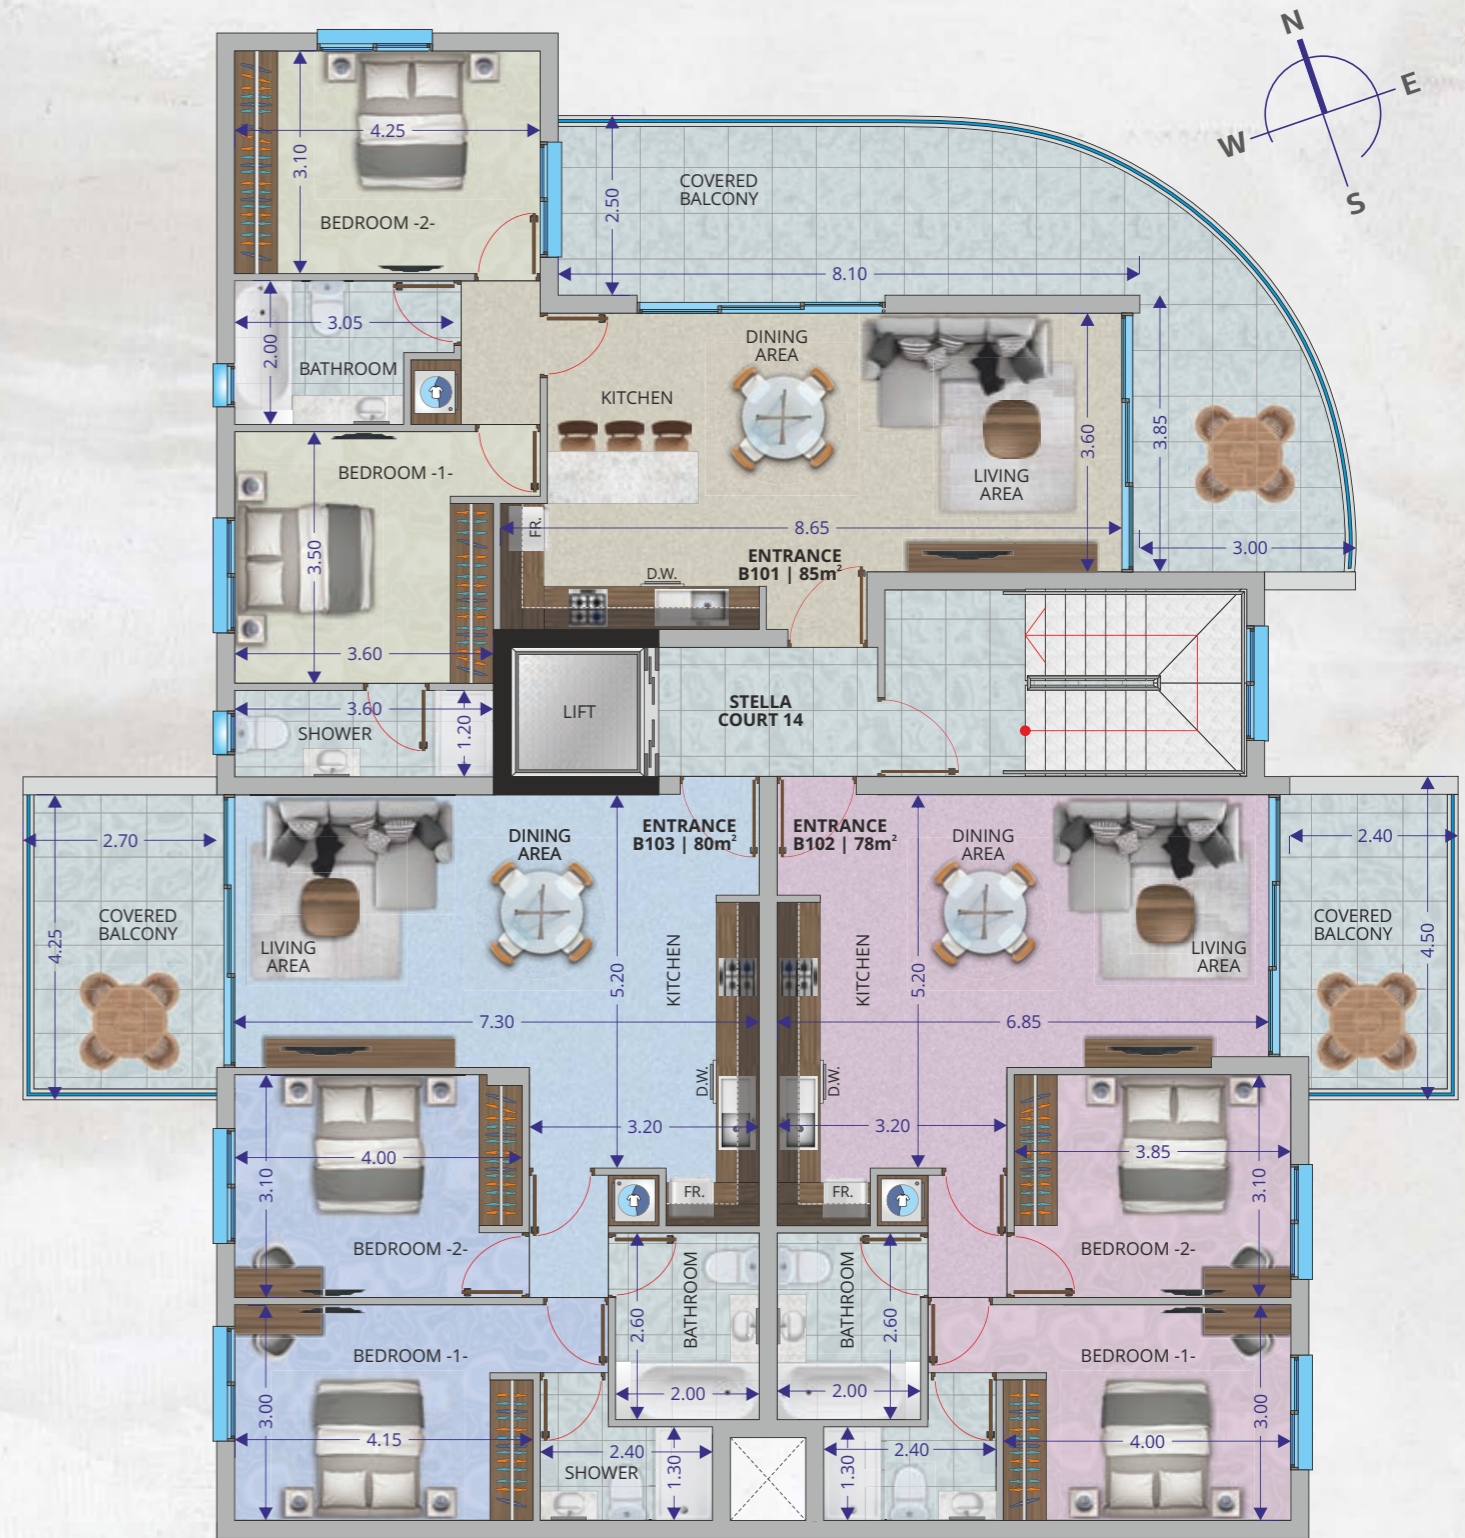 N
E
W
S
4.25
3.10
BEDROOM -2-
COVERED
BALCONY
2.50
8.10
3.05
2.00
BATHROOM
DINING
AREA
KITCHEN
LIVING
AREA
3.60
3.85
3.00
BEDROOM -1-
3.50
3.60
FR.
8.65
D.W.
ENTRANCE
B101 | 85m²
3.60
SHOWER
1.20
LIFT
STELLA
COURT 14
2.70
COVERED
BALCONY
4.25
LIVING
AREA
DINING
AREA
ENTRANCE
B103 | 80m²
KITCHEN
5.20
7.30
D.W.
3.20
FR.
ENTRANCE
B102 | 78m²
DINING
AREA
LIVING
AREA
KITCHEN
5.20
6.85
D.W.
3.20
FR.
2.40
COVERED
BALCONY
4.50
4.00
3.10
BEDROOM -2-
BATHROOM
2.60
2.00
BATHROOM
2.60
2.00
3.85
3.10
BEDROOM -2-
BEDROOM -1-
3.00
4.15
2.40
SHOWER
1.30
2.40
1.30
BEDROOM -1-
3.00
4.00